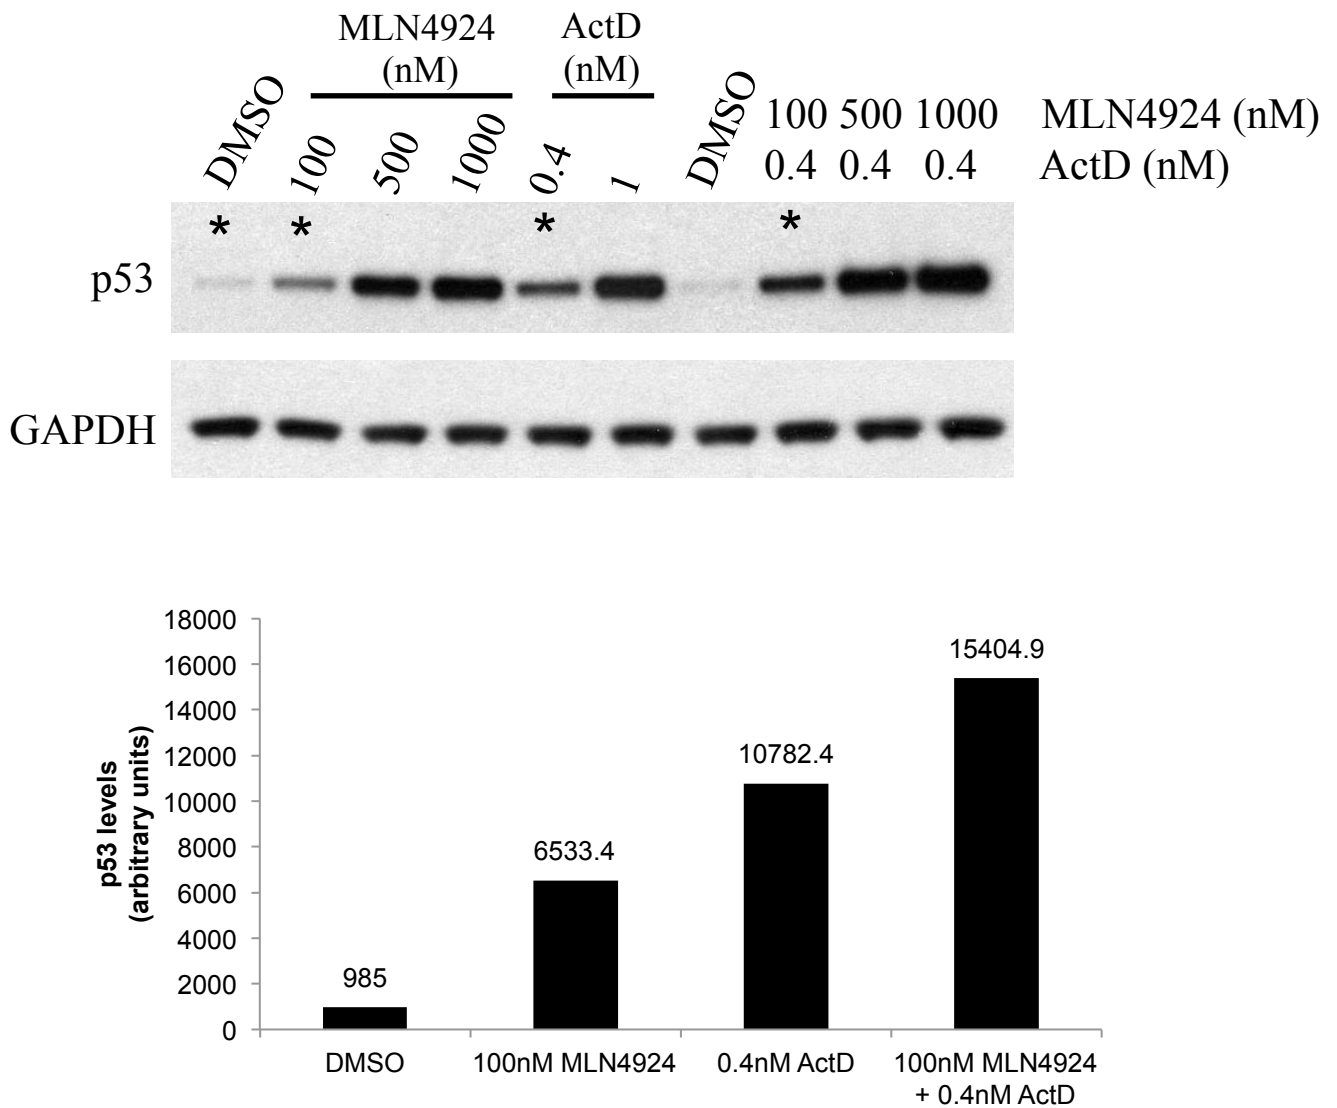 MLN4924
(nM)
ActD
(nM)
DMSO
100
500
1000
0.4
1
DMSO
100 500 1000 MLN4924 (nM)
0.4 0.4 0.4 ActD (nM)
* * * *
p53
GAPDH
18000
16000
14000
12000
10000
8000
6000
4000
2000
0
p53 levels
(arbitrary units)
985
6533.4
10782.4
15404.9
DMSO
100nM MLN4924
0.4nM ActD
100nM MLN4924
+ 0.4nM ActD